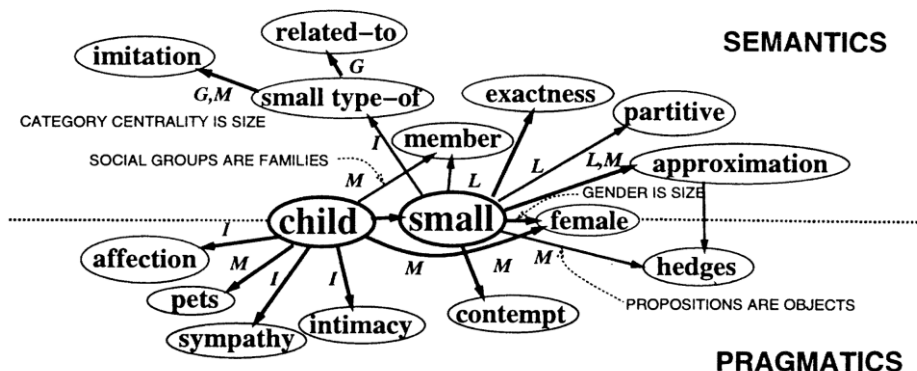 related-to
imitation
SEMANTICS
G
G,M
small type-of
exactness
partitive
CATEGORY CENTRALITY IS SIZE
I
member
SOCIAL GROUPS ARE FAMILIES
L
L,M
approximation
M
L
GENDER IS SIZE
child
small
female
I
affection
M
M
M
M
hedges
pets
I
I
PROPOSITIONS ARE OBJECTS
sympathy
intimacy
contempt
PRAGMATICS